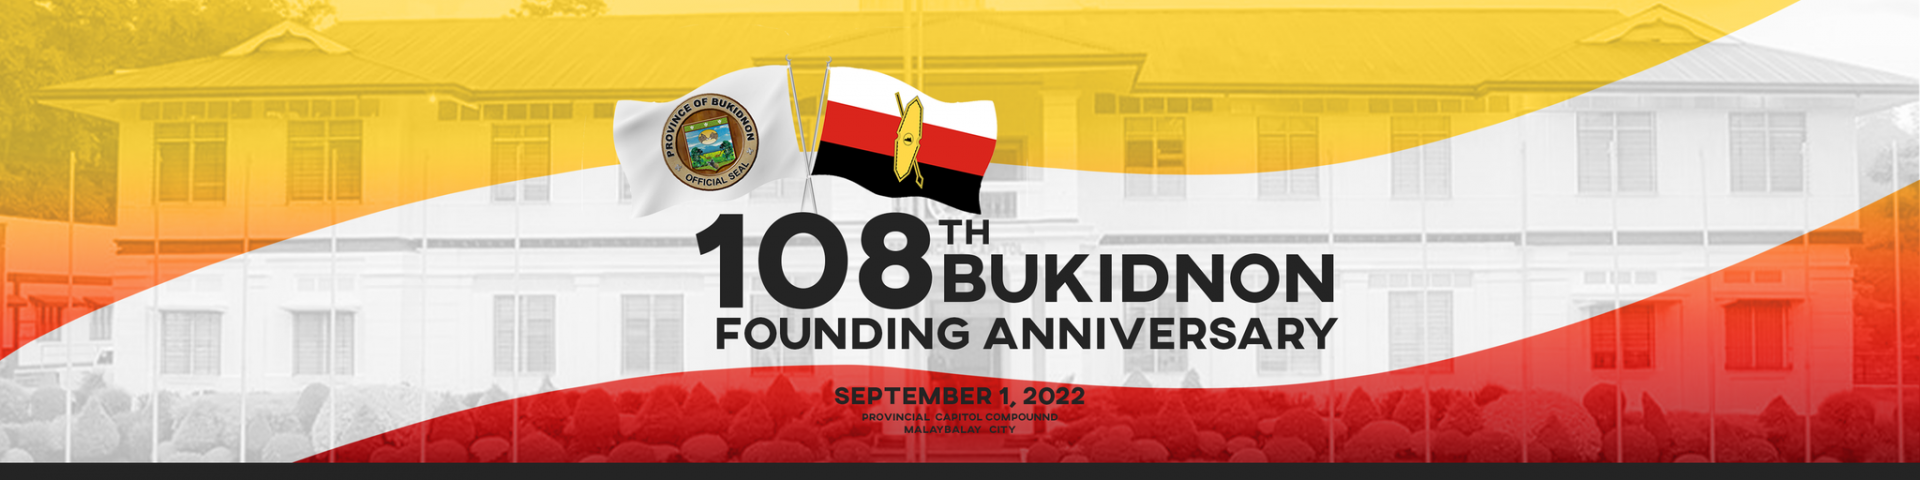 PROVINCE OF BUKIDNON
OFFICIAL SEAL
108TH
BUKIDNON
FOUNDING ANNIVERSARY
SEPTEMBER 1, 2022
PROVINCIAL CAPITOL COMPOUNND
MALAYBALAY CITY